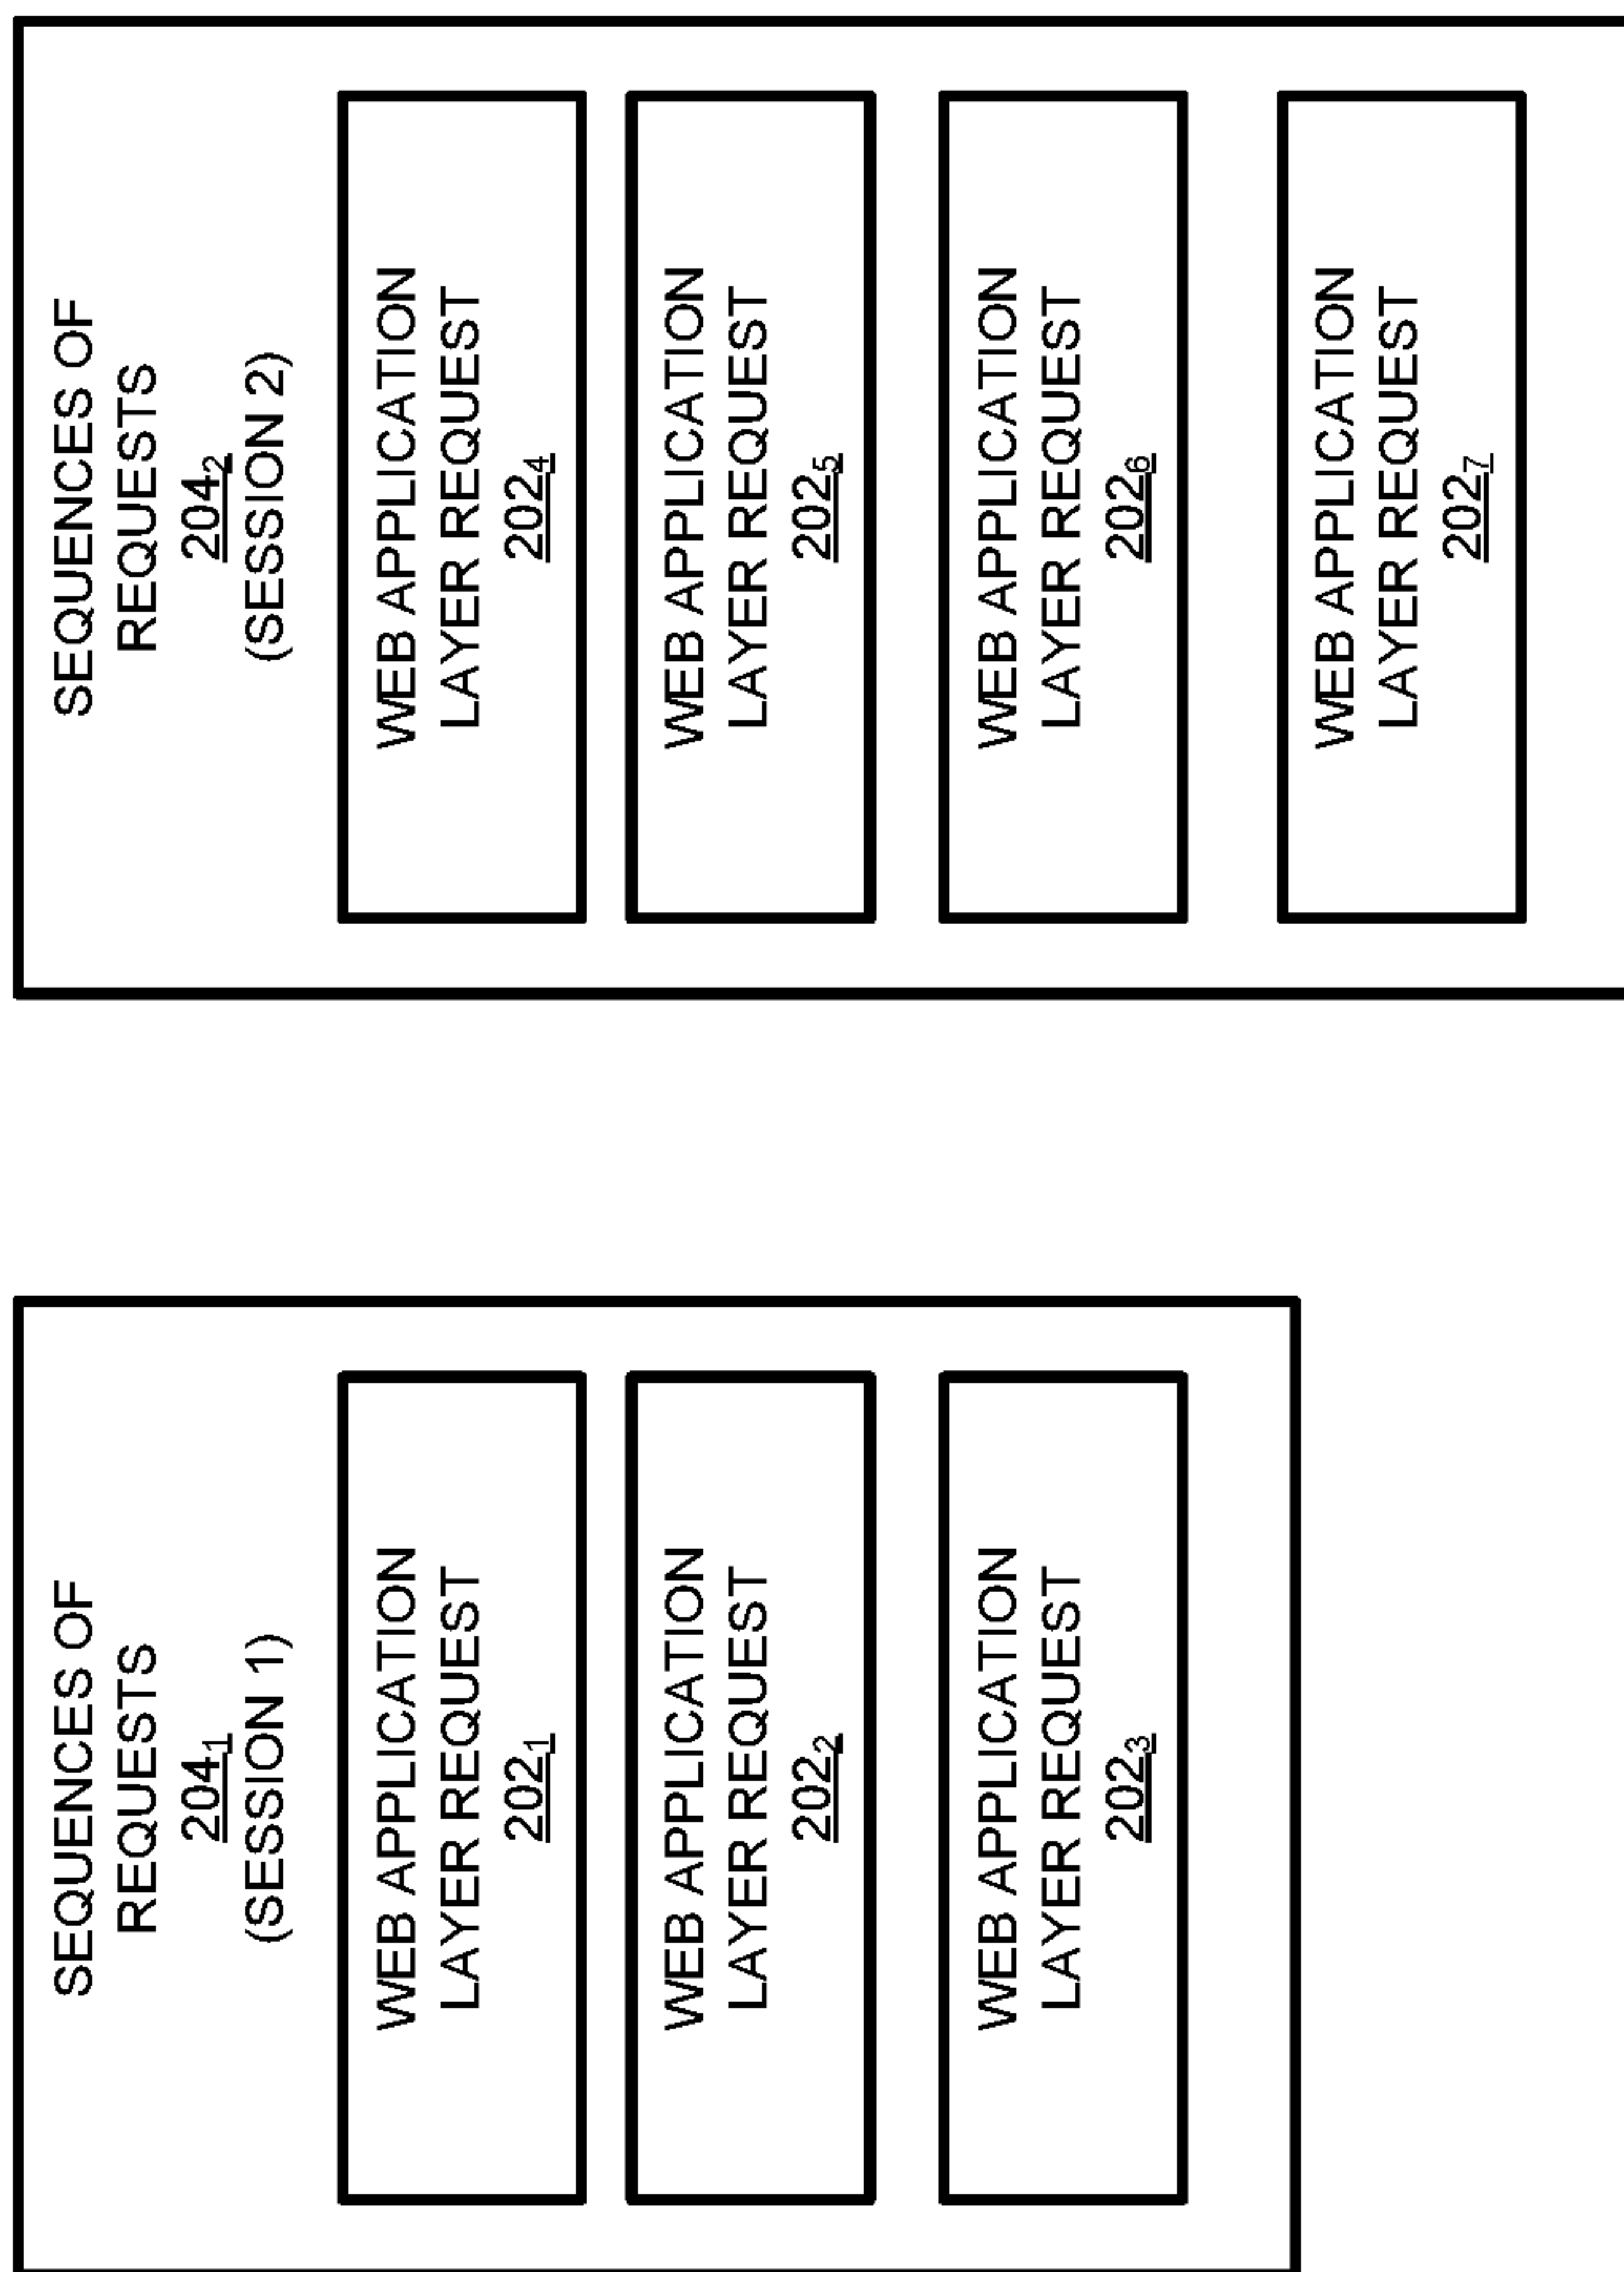 SEQUENCES OF
REQUESTS
204₁
(SESSION 1)
WEB APPLICATION
LAYER REQUEST
202₁
WEB APPLICATION
LAYER REQUEST
202₂
WEB APPLICATION
LAYER REQUEST
202₃
SEQUENCES OF
REQUESTS
204₂
(SESSION 2)
WEB APPLICATION
LAYER REQUEST
202₄
WEB APPLICATION
LAYER REQUEST
202₅
WEB APPLICATION
LAYER REQUEST
202₆
WEB APPLICATION
LAYER REQUEST
202₇